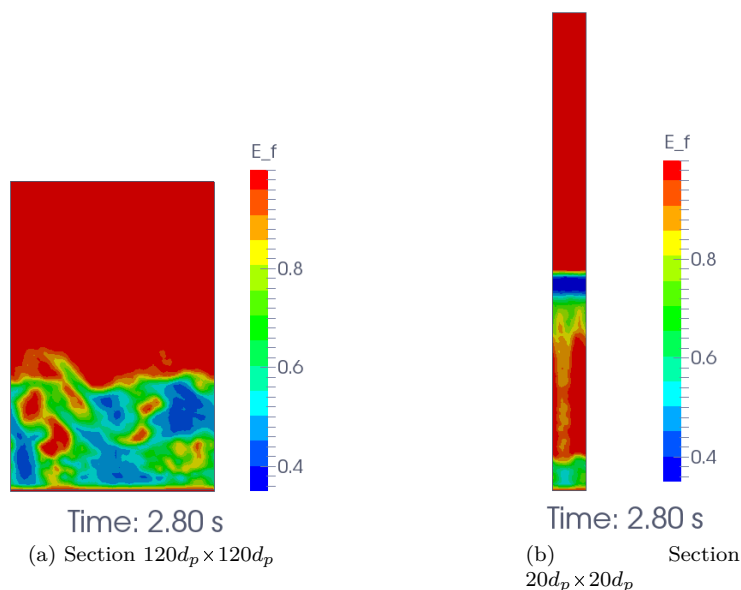 E_f
0.8
0.6
0.4
Time: 2.80 s
(a) Section 120d_p×120d_p
E_f
0.8
0.6
0.4
Time: 2.80 s
(b) Section
20d_p×20d_p